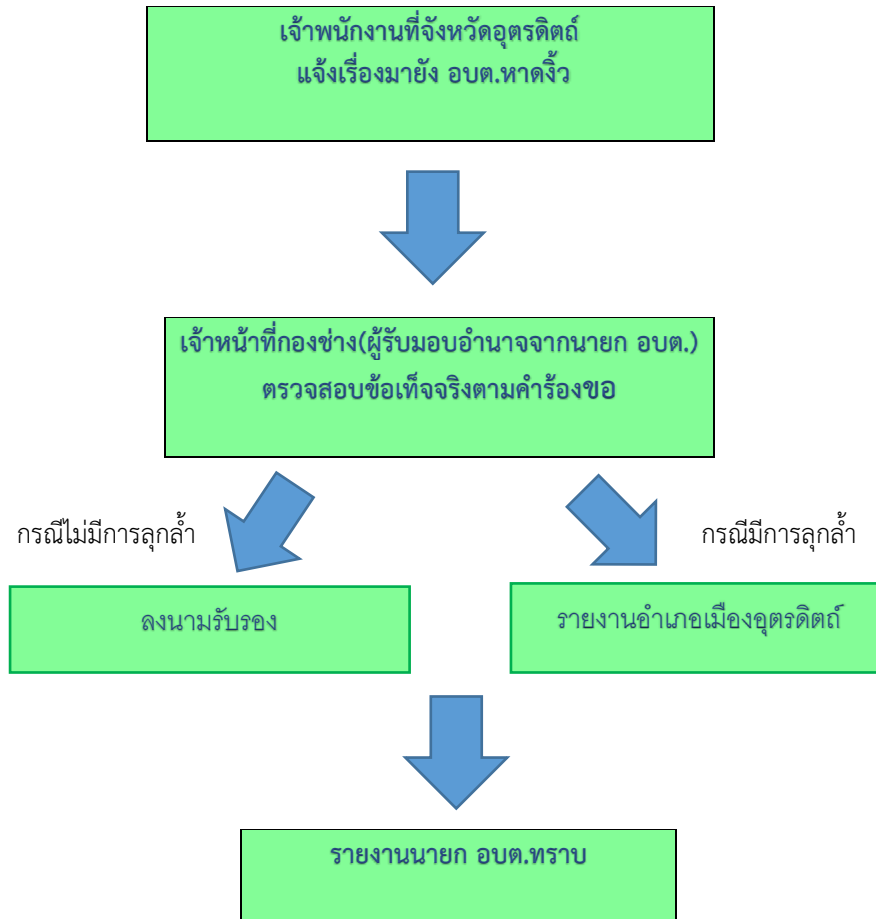 เจ้าพนักงานที่จังหวัดอุตรดิตถ์
แจ้งเรื่องมายัง อบต.หาดงิ้ว
เจ้าหน้าที่กองช่าง(ผู้รับมอบอำนาจจากนายก อบต.)
ตรวจสอบข้อเท็จจริงตามคำร้องขอ
กรณีไม่มีการลุกล้ำ
กรณีมีการลุกล้ำ
ลงนามรับรอง
รายงานอำเภอเมืองอุตรดิตถ์
รายงานนายก อบต.ทราบ